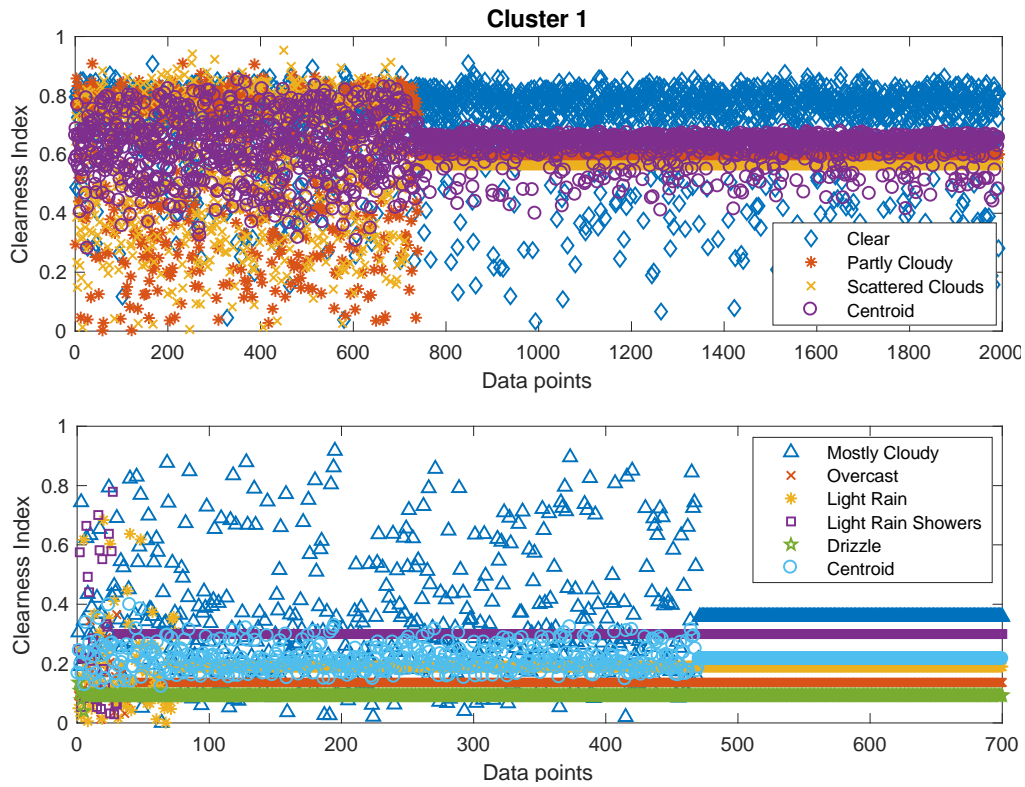 Cluster 1
1
0.8
0.6
0.4
0.2
0
Clearness Index
Clear
Partly Cloudy
Scattered Clouds
Centroid
0 200 400 600 800 1000 1200 1400 1600 1800 2000
Data points
1
0.8
0.6
0.4
0.2
0
Clearness Index
Mostly Cloudy
Overcast
Light Rain
Light Rain Showers
Drizzle
Centroid
0 100 200 300 400 500 600 700
Data points